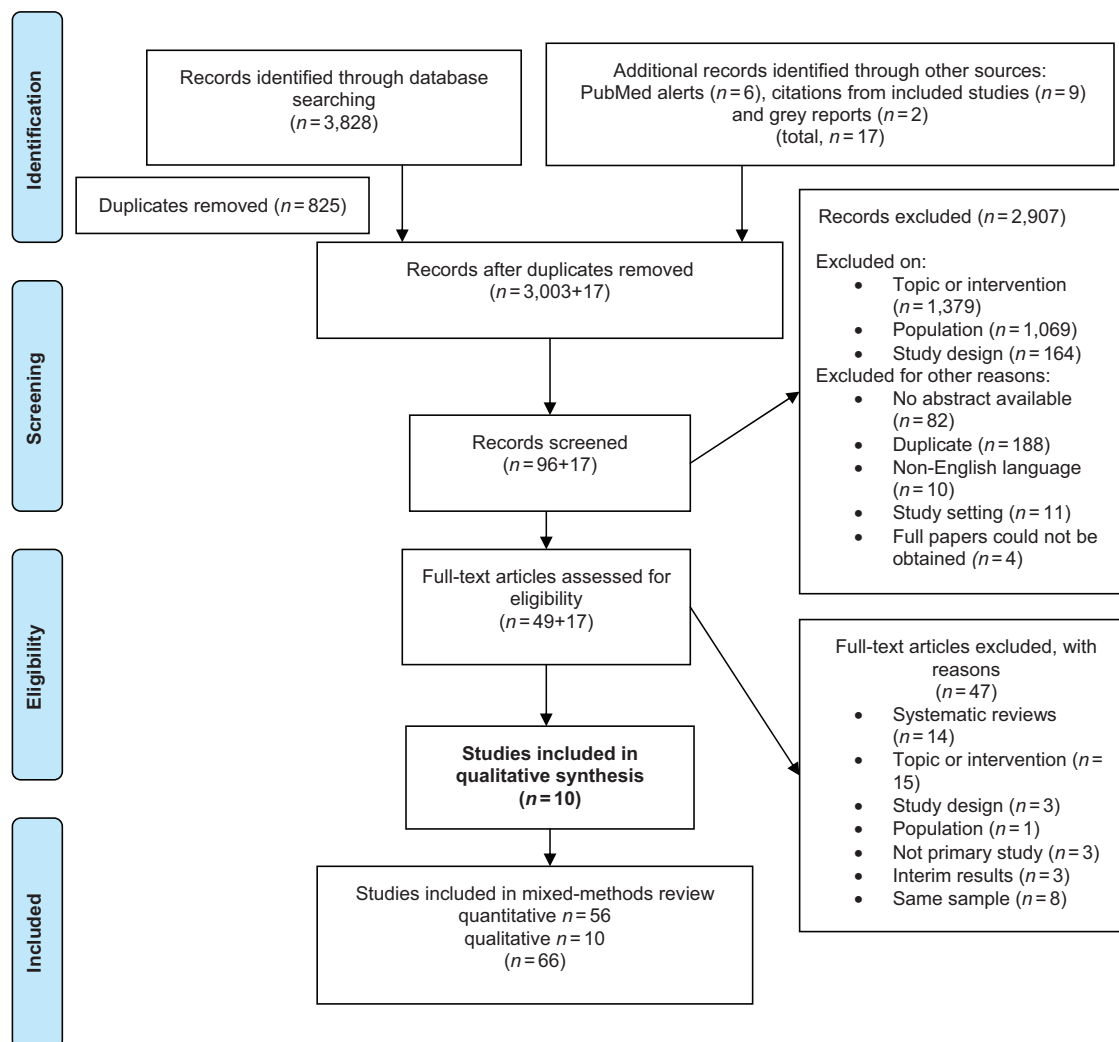 Identification
Records identified through database
searching
(n=3,828)
Additional records identified through other sources:
PubMed alerts (n=6), citations from included studies (n=9)
and grey reports (n=2)
(total, n=17)
Duplicates removed (n=825)
Records after duplicates removed
(n=3,003+17)
Records excluded (n=2,907)
Excluded on:
• Topic or intervention
(n=1,379)
• Population (n=1,069)
• Study design (n=164)
Excluded for other reasons:
• No abstract available
(n=82)
• Duplicate (n=188)
• Non-English language
(n=10)
• Study setting (n=11)
• Full papers could not be
obtained (n=4)
Screening
Records screened
(n=96+17)
Eligibility
Full-text articles assessed for
eligibility
(n=49+17)
Full-text articles excluded, with
reasons
(n=47)
• Systematic reviews
(n=14)
• Topic or intervention (n=
15)
• Study design (n=3)
• Population (n=1)
• Not primary study (n=3)
• Interim results (n=3)
• Same sample (n=8)
Studies included in
qualitative synthesis
(n=10)
Included
Studies included in mixed-methods review
quantitative n=56
qualitative n=10
(n=66)